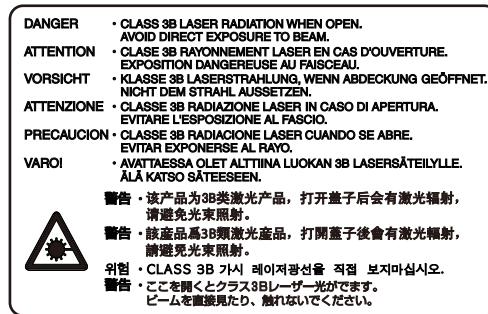 DANGER ・CLASS 3B LASER RADIATION WHEN OPEN.
AVOID DIRECT EXPOSURE TO BEAM.
ATTENTION ・CLASE 3B RAYONNEMENT LASER EN CAS D'OUVERTURE.
EXPOSITION DANGEREUSE AU FAISCEAU.
VORSICHT ・KLASSE 3B LASERSTRAHLUNG, WENN ABDECKUNG GEÖFFNET.
NICHT DEM STRAHL AUSSETZEN.
ATTENZIONE ・CLASSE 3B RADIAZIONE LASER IN CASO DI APERTURA.
EVITARE L'ESPOSIZIONE AL FASCIO.
PRECAUCION ・CLASSE 3B RADIACIONE LASER CUANDO SE ABRE.
EVITAR EXPONERSE AL RAYO.
VARO! ・AVATTAESSA OLET ALTTIINA LUOKAN 3B LASERSÄTEILYLLE.
ÄLÄ KATSO SÄTEESEEN.
警告・该产品为3B类激光产品，打开盖子后会有激光辐射，
请避免光束照射。
警告・該産品爲3B類激光産品，打開蓋子後會有激光輻射，
請避免光束照射。
위험・CLASS 3B 가시 레이저광선을 직접 보지마십시오.
警告・ここを開くとクラス3Bレーザー光がでます。
ビームを直接見たり、触れないでください。